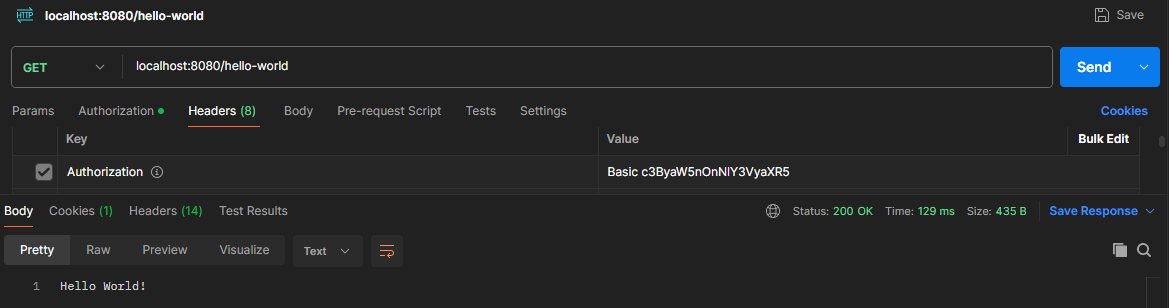 HTTP localhost:8080/hello-world Save
GET localhost:8080/hello-world Send
Params Authorization Headers (8) Body Pre-request Script Tests Settings Cookies
Key Value Bulk Edit
Authorization Basic c3ByaW5nOnNlY3VyaXR5
Body Cookies (1) Headers (14) Test Results Status: 200 OK Time: 129 ms Size: 435 B Save Response
Pretty Raw Preview Visualize Text
1 Hello World!